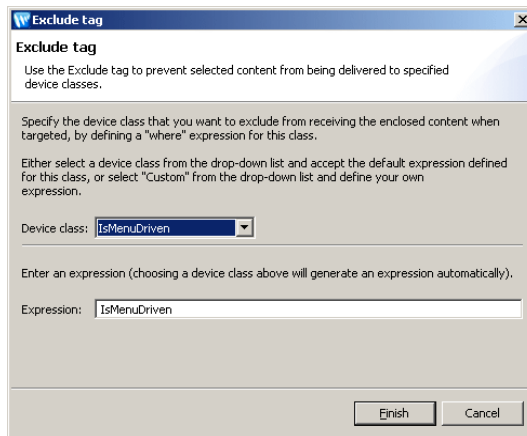 Exclude tag
Exclude tag
Use the Exclude tag to prevent selected content from being delivered to specified
device classes.
Specify the device class that you want to exclude from receiving the enclosed content when
targeted, by defining a "where" expression for this class.
Either select a device class from the drop-down list and accept the default expression defined
for this class, or select "Custom" from the drop-down list and define your own
expression.
Device class: IsMenuDriven
Enter an expression (choosing a device class above will generate an expression automatically).
Expression: IsMenuDriven
Finish Cancel